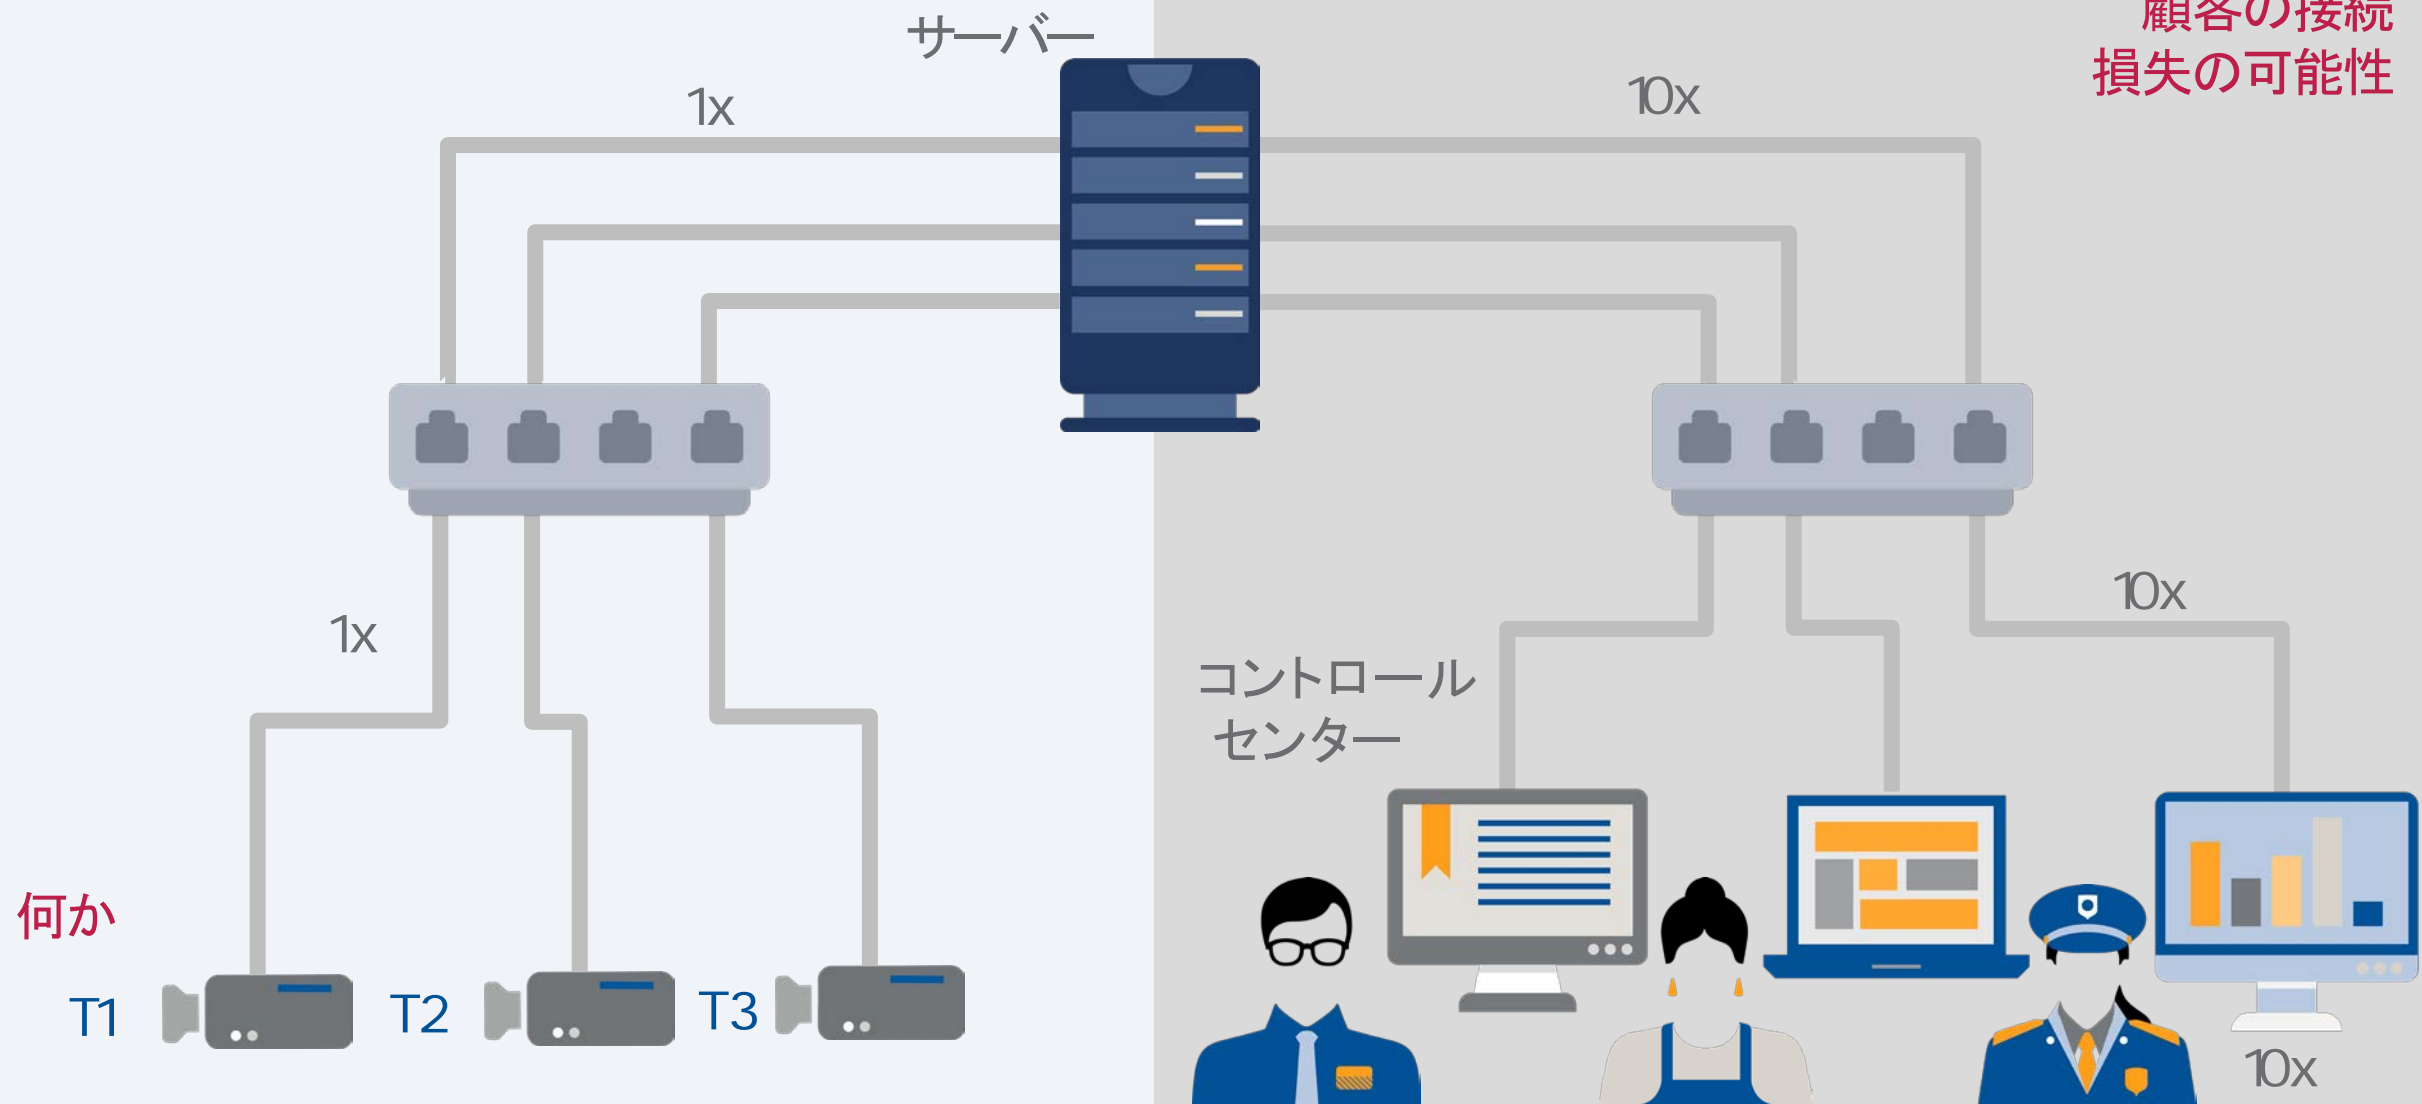 サーバー
顧客の接続
損失の可能性
1x
10x
10x
1x
コントロール
センター
何か
T1
T2
T3
10x